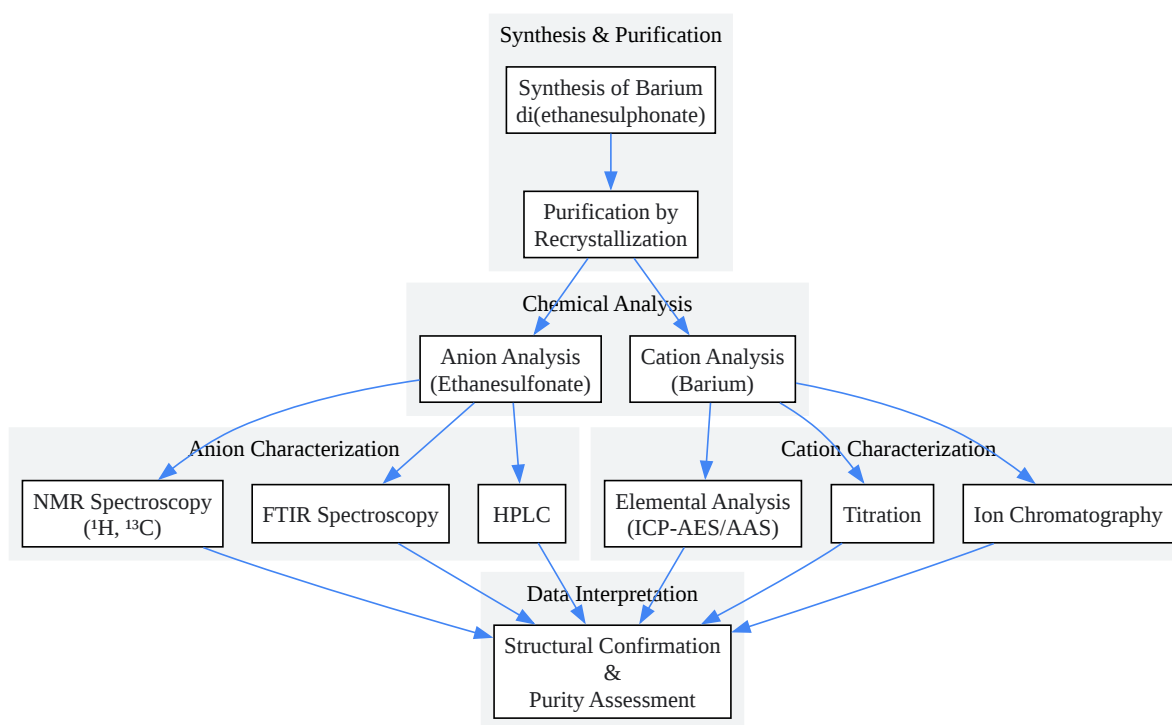 Synthesis & Purification
Synthesis of Barium
di(ethanesulphonate)
Purification by
Recrystallization
Chemical Analysis
Anion Analysis
(Ethanesulfonate)
Cation Analysis
(Barium)
Anion Characterization
Cation Characterization
NMR Spectroscopy
(¹H, ¹³C)
FTIR Spectroscopy
HPLC
Elemental Analysis
(ICP-AES/AAS)
Titration
Ion Chromatography
Data Interpretation
Structural Confirmation
&
Purity Assessment